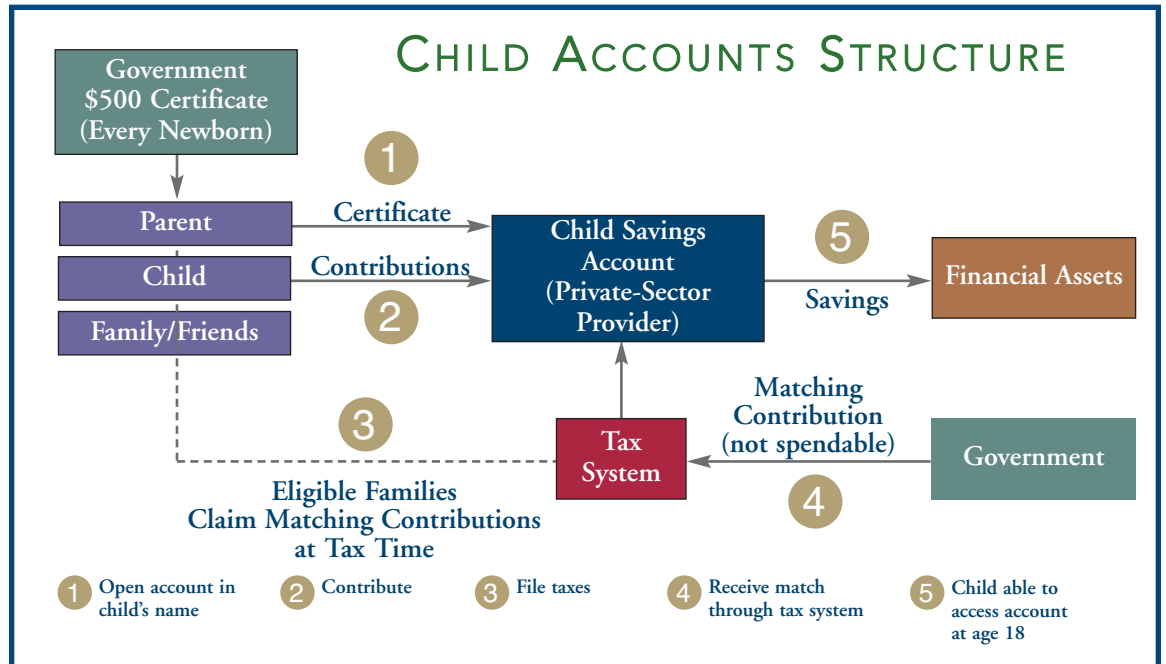 CHILD ACCOUNTS STRUCTURE
Government
$500 Certificate
(Every Newborn)
1
Parent
Certificate
Child
Contributions
2
Family/Friends
Child Savings
Account
(Private-Sector
Provider)
5
Savings
Financial Assets
3
Eligible Families
Claim Matching Contributions
at Tax Time
Tax
System
Matching
Contribution
(not spendable)
4
Government
1 Open account in
child's name
2 Contribute
3 File taxes
4 Receive match
through tax system
5 Child able to
access account
at age 18